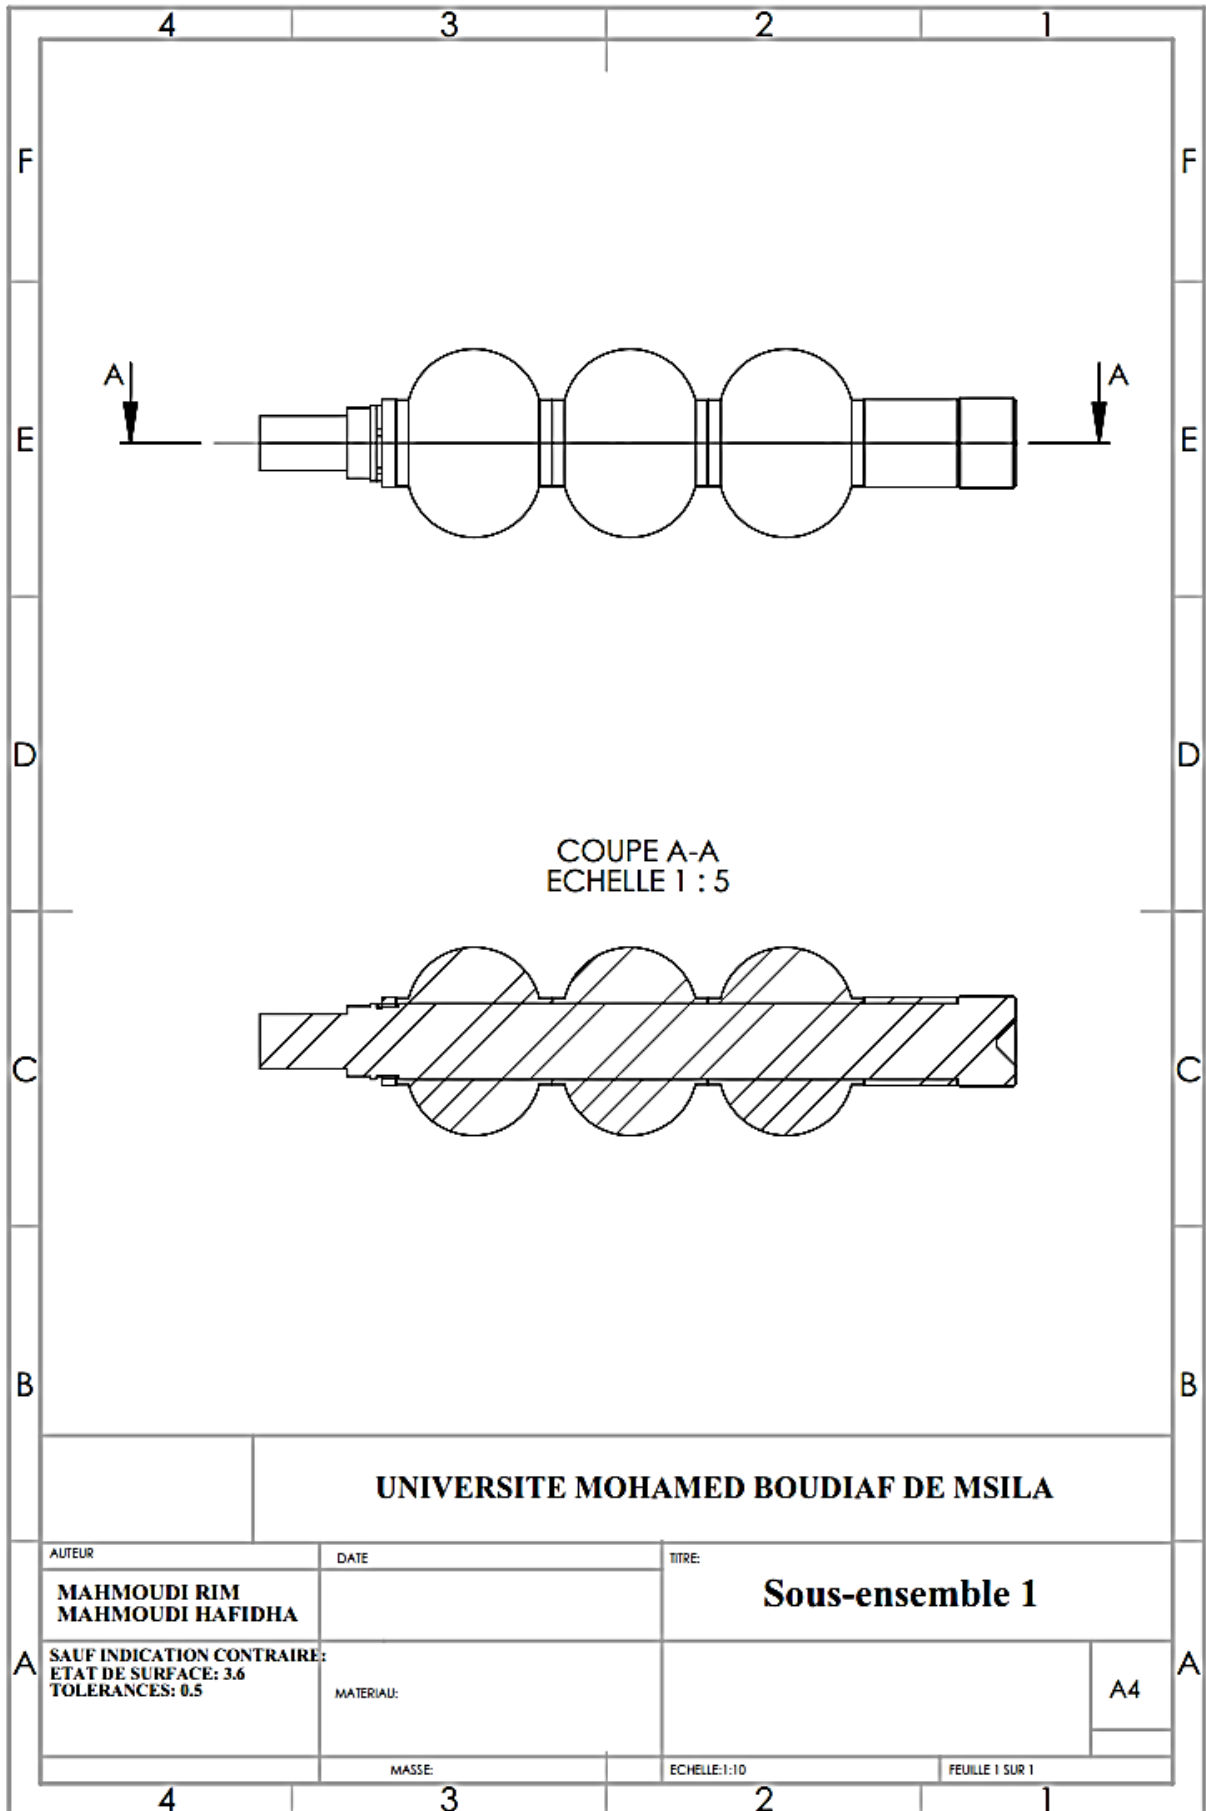 4 3 2 1
F F
A A
E E
D D
COUPE A-A
ECHELLE 1 : 5
C C
B B
UNIVERSITE MOHAMED BOUDIAF DE MSILA
AUTEUR DATE TITRE:
MAHMOUDI RIM
MAHMOUDI HAFIDHA
Sous-ensemble 1
SAUF INDICATION CONTRAIRE:
ETAT DE SURFACE: 3.6
TOLERANCES: 0.5
MATERIAU:
A4
A A
MASSE: ECHELLE:1:10 FEUILLE 1 SUR 1
4 3 2 1